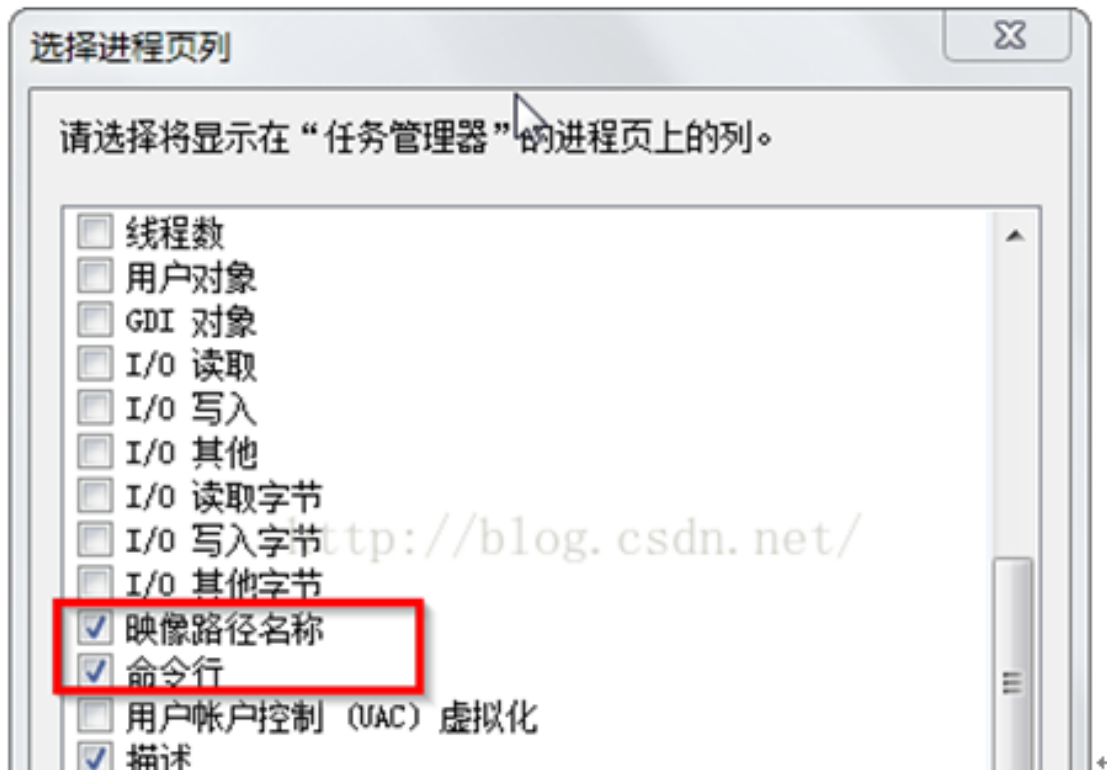 选择进程页列
请选择将显示在“任务管理器”的进程页上的列。
线程数
用户对象
GDI 对象
I/O 读取
I/O 写入
I/O 其他
I/O 读取字节
I/O 写入字节
http://blog.csdn.net/
I/O 其他字节
映像路径名称
命令行
用户帐户控制 (UAC) 虚拟化
描述